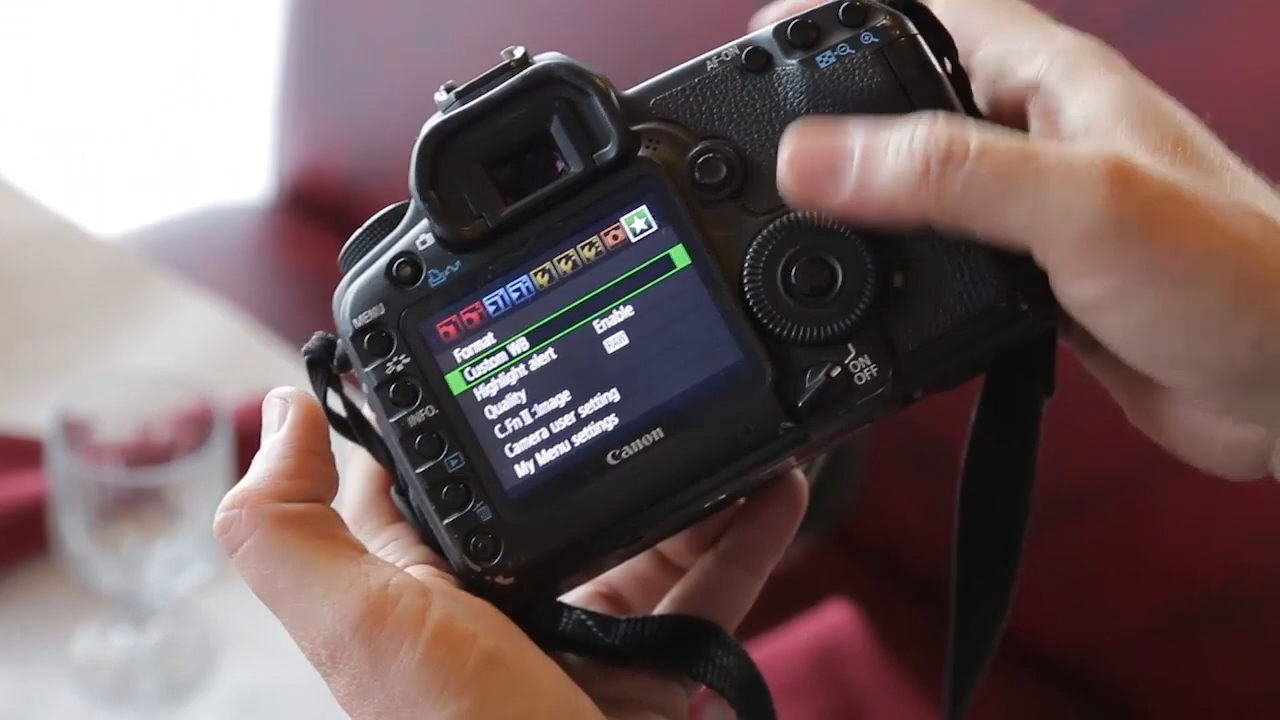 AF-ON
MENU
INFO.
Format
Custom WB
Highlight alert Enable
Quality RAW
C.Fn II :Image
Camera user setting
My Menu settings
Canon
ON
OFF